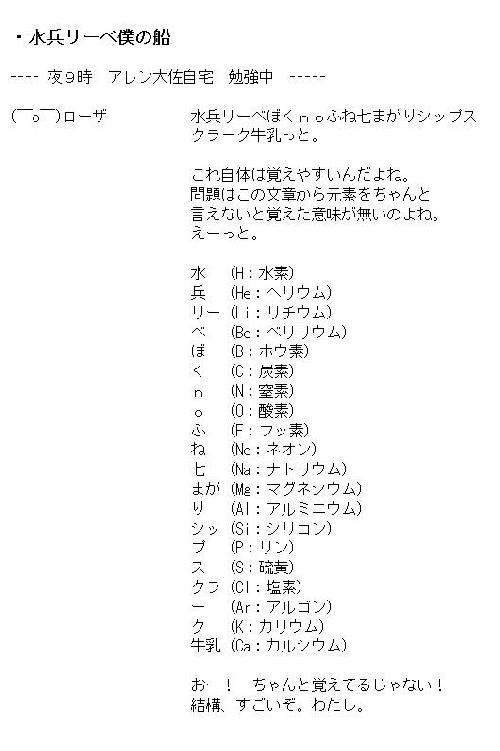 ・水兵リーベ僕の船
---- 夜9時　アレン大佐自宅　勉強中　-----
(￣o￣)ローザ　水兵リーベぼくｎｏふね七まがりシップス
クラーク牛乳っと。
これ自体は覚えやすいんだよね。
問題はこの文章から元素をちゃんと
言えないと覚えた意味が無いのよね。
えーっと。
水　(H：水素)
兵　(He：ヘリウム)
リー　(Li：リチウム)
ベ　(Be：ベリリウム)
ぼ　(B：ホウ素)
く　(C：炭素)
ｎ　(N：窒素)
ｏ　(O：酸素)
ふ　(F：フッ素)
ね　(Ne：ネオン)
七　(Na：ナトリウム)
まが　(Mg：マグネシウム)
り　(Al：アルミニウム)
シッ　(Si：シリコン)
プ　(P：リン)
ス　(S：硫黄)
クラ　(Cl：塩素)
ー　(Ar：アルゴン)
ク　(K：カリウム)
牛乳　(Ca：カルシウム)
お　！　ちゃんと覚えてるじゃない！
結構、すごいぞ。わたし。